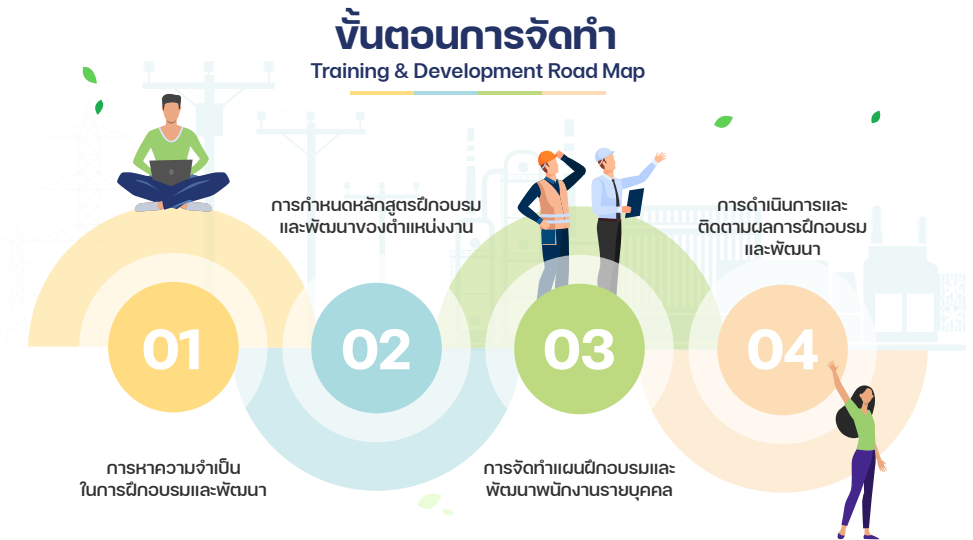 ขั้นตอนการจัดทำ
Training & Development Road Map
01
การหาความจำเป็น
ในการฝึกอบรมและพัฒนา
02
การกำหนดหลักสูตรฝึกอบรม
และพัฒนาของตำแหน่งงาน
03
การจัดทำแผนฝึกอบรมและ
พัฒนาพนักงานรายบุคคล
04
การดำเนินการและ
ติดตามผลการฝึกอบรม
และพัฒนา